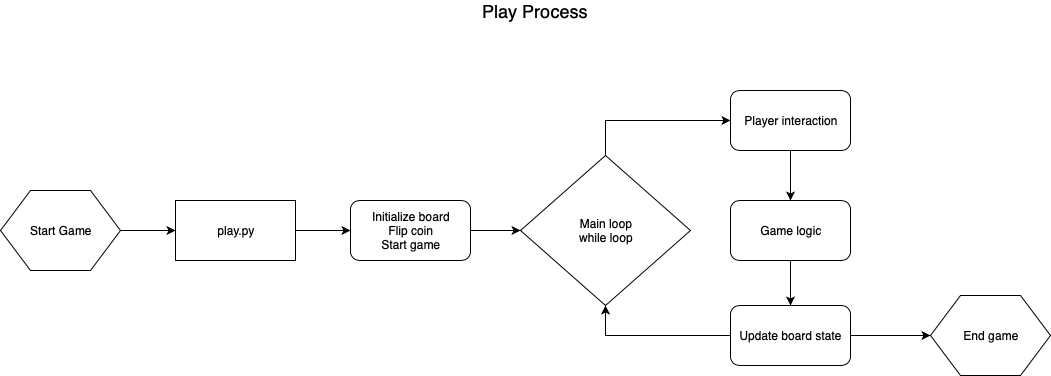 Play Process
Start Game
play.py
Initialize board
Flip coin
Start game
Main loop
while loop
Player interaction
Game logic
Update board state
End game